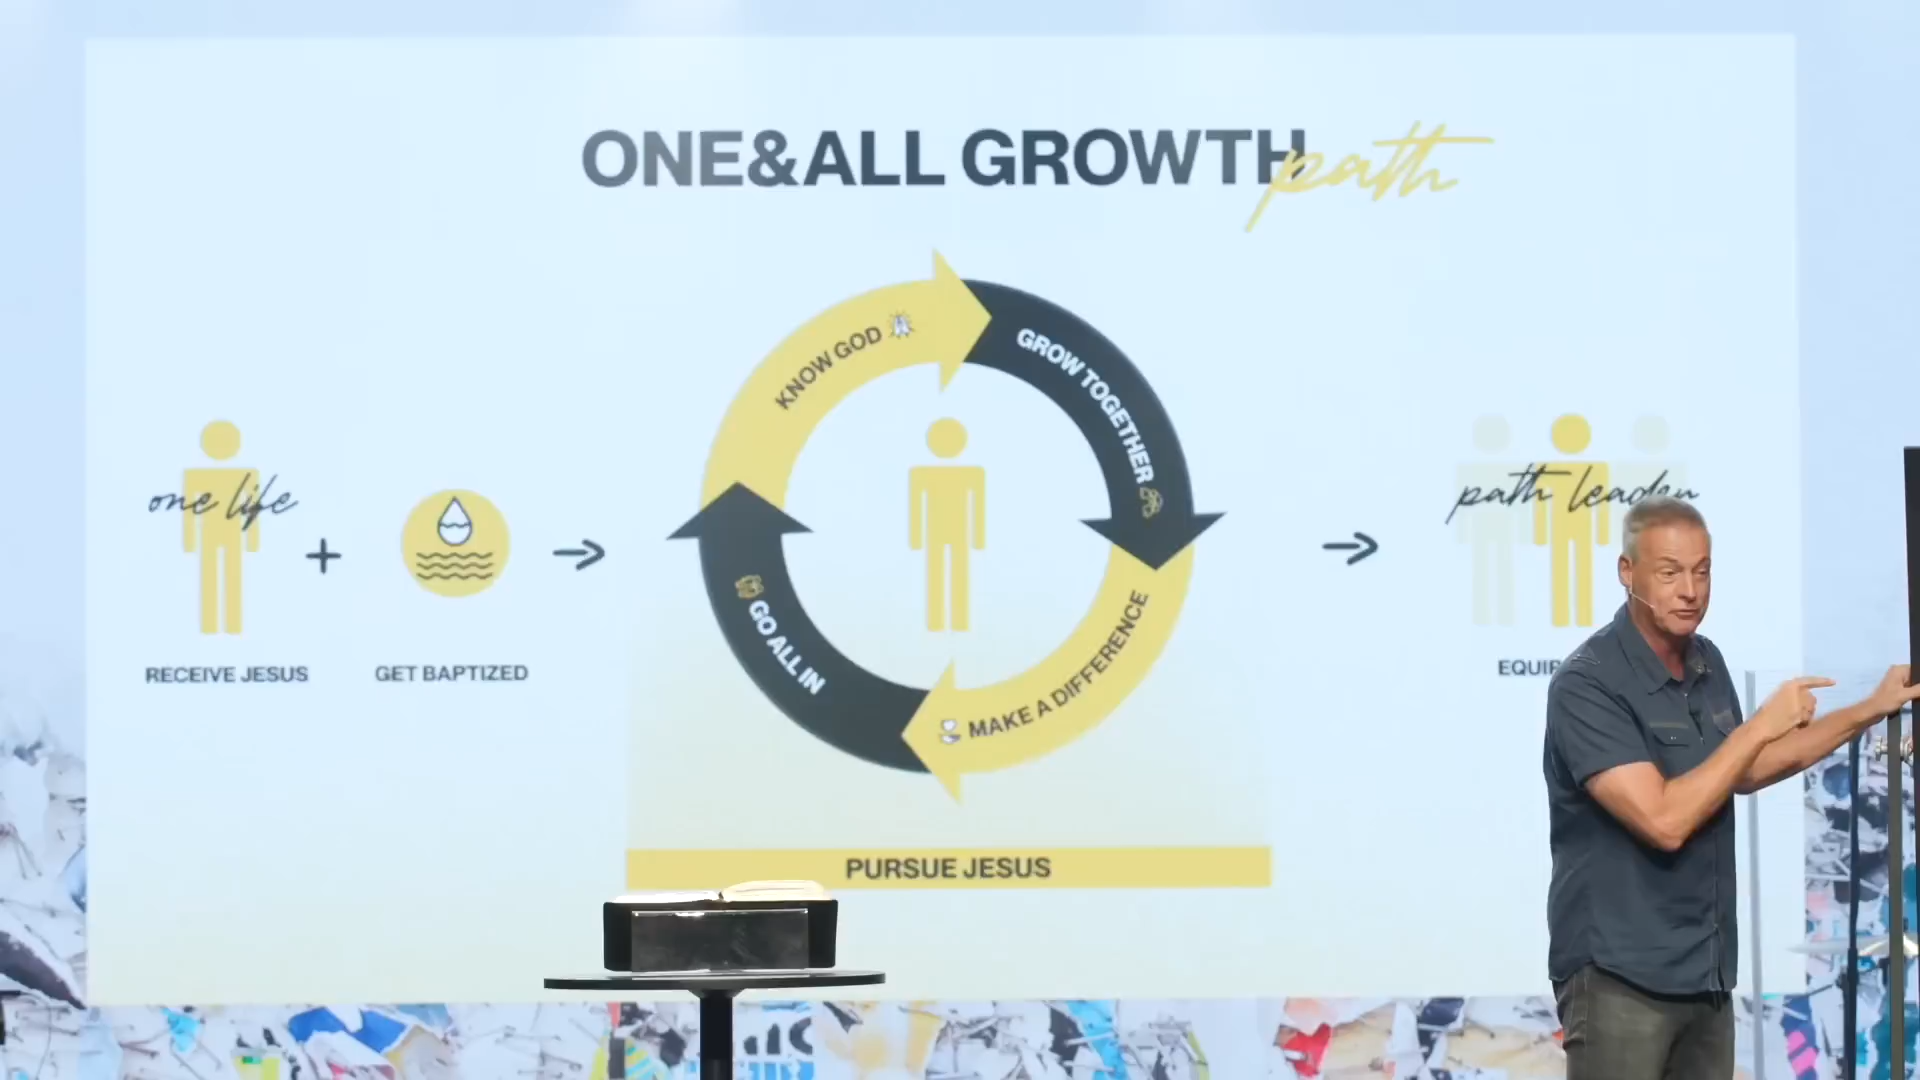 ONE&ALL GROWTH path
KNOW GOD
GROW TOGETHER
MAKE A DIFFERENCE
GO ALL IN
one life
RECEIVE JESUS
GET BAPTIZED
path leader
PURSUE JESUS